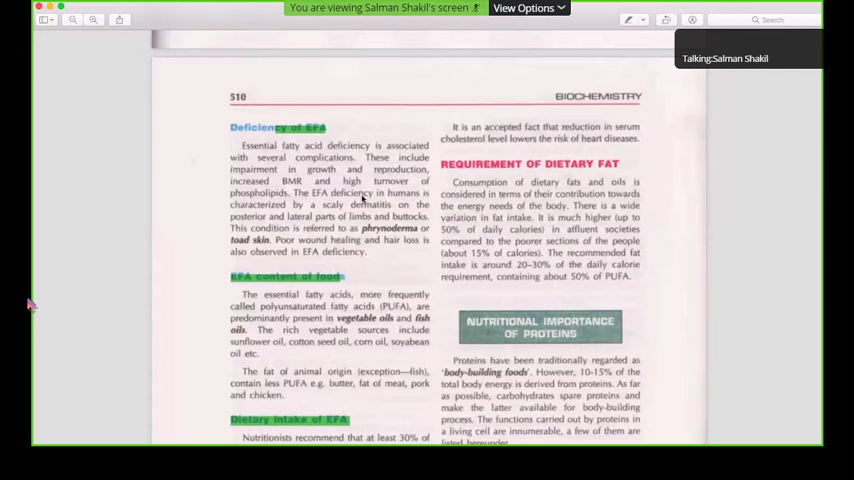 You are viewing Salman Shakil's screen
View Options
Search
Talking:Salman Shakil
510
BIOCHEMISTRY
Deficiency of EFA
Essential fatty acid deficiency is associated
with several complications. These include
impairment in growth and reproduction,
increased BMR and high turnover of
phospholipids. The EFA deficiency in humans is
characterized by a scaly dermatitis on the
posterior and lateral parts of limbs and buttocks.
This condition is referred to as phrynoderma or
toad skin. Poor wound healing and hair loss is
also observed in EFA deficiency.
EFA content of foods
The essential fatty acids, more frequently
called polyunsaturated fatty acids (PUFA), are
predominantly present in vegetable oils and fish
oils. The rich vegetable sources include
sunflower oil, cotton seed oil, corn oil, soyabean
oil etc.
The fat of animal origin (exception—fish),
contain less PUFA e.g. butter, fat of meat, pork
and chicken.
Dietary intake of EFA
Nutritionists recommend that at least 30% of
It is an accepted fact that reduction in serum
cholesterol level lowers the risk of heart diseases.
REQUIREMENT OF DIETARY FAT
Consumption of dietary fats and oils is
considered in terms of their contribution towards
the energy needs of the body. There is a wide
variation in fat intake. It is much higher (up to
50% of daily calories) in affluent societies
compared to the poorer sections of the people
(about 15% of calories). The recommended fat
intake is around 20–30% of the daily calorie
requirement, containing about 50% of PUFA.
NUTRITIONAL IMPORTANCE
OF PROTEINS
Proteins have been traditionally regarded as
'body-building foods'. However, 10-15% of the
total body energy is derived from proteins. As far
as possible, carbohydrates spare proteins and
make the latter available for body-building
process. The functions carried out by proteins in
a living cell are innumerable, a few of them are
listed hereunder.